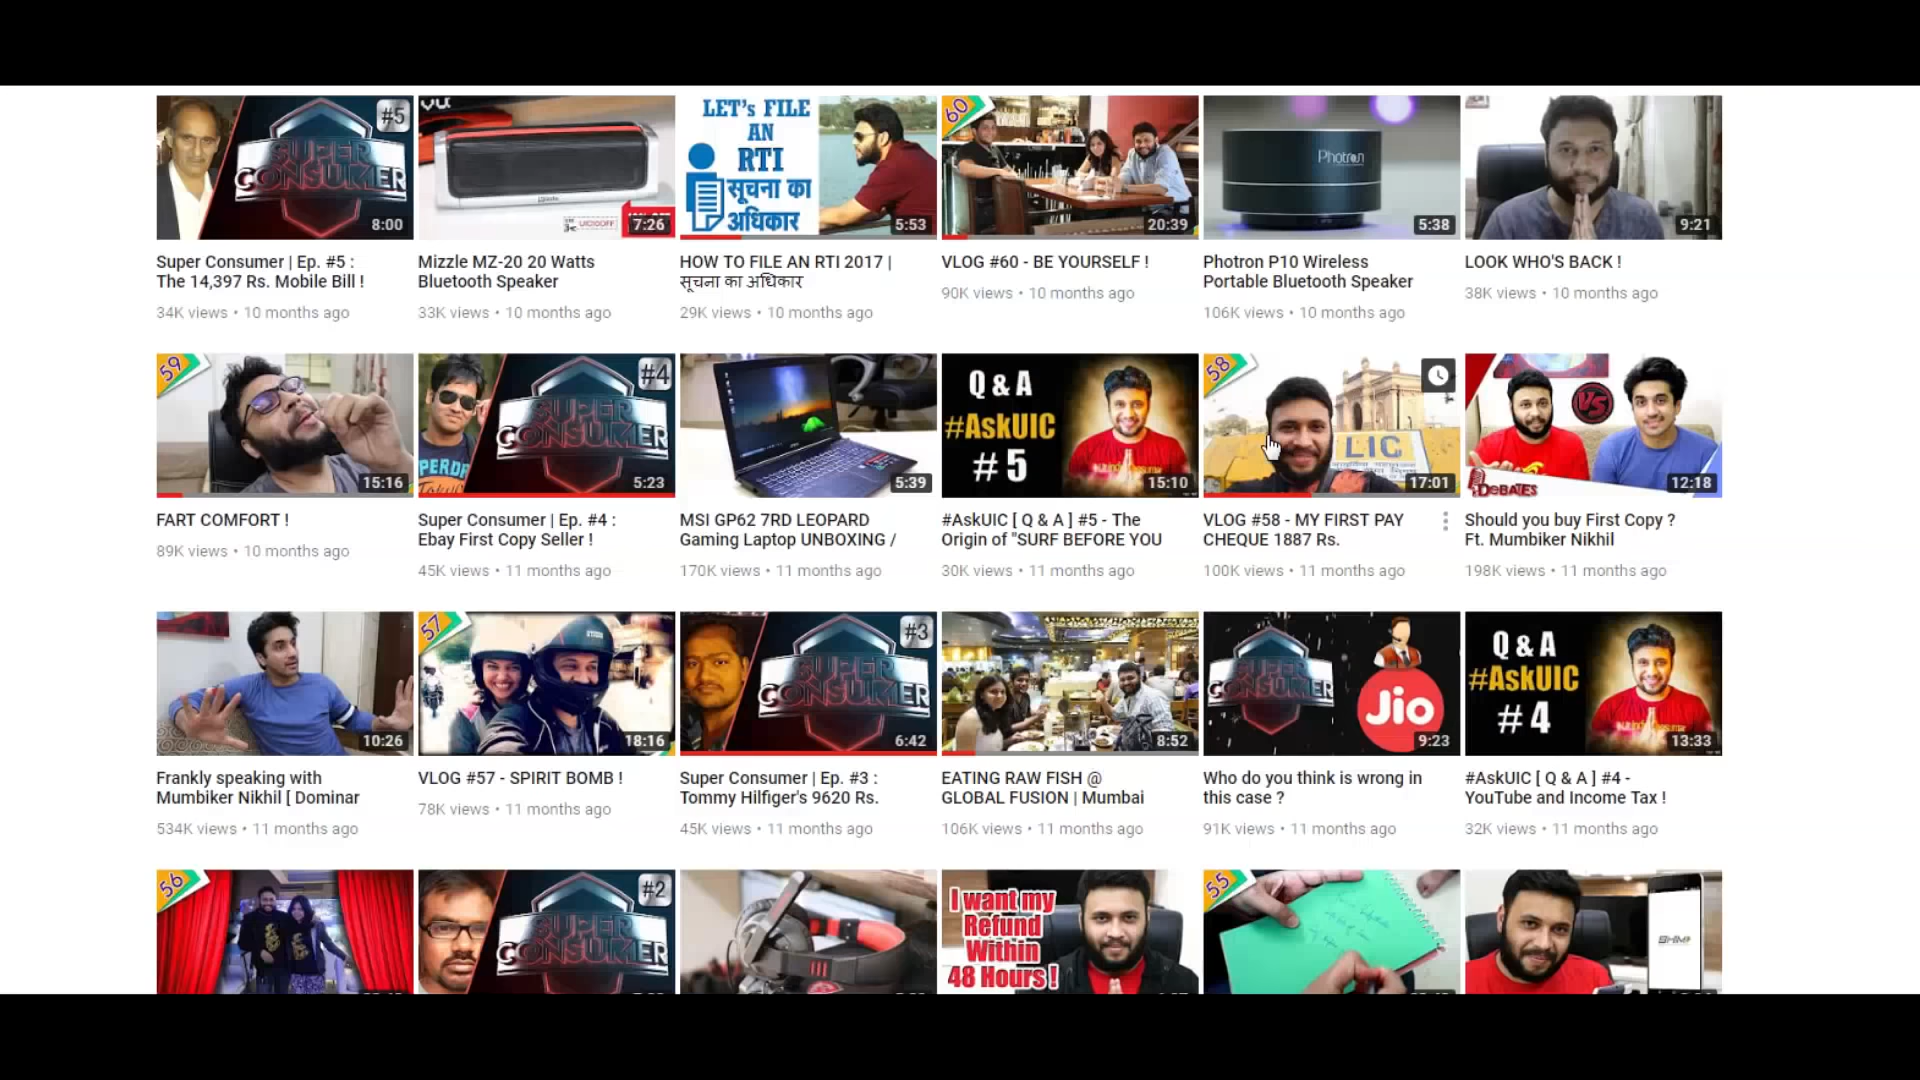 #5
SUPER
CONSUMER
8:00
7:26
LET's FILE
AN
RTI
सूचना का
अधिकार
5:53
60
20:39
Photron
5:38
9:21
Super Consumer | Ep. #5 :
The 14,397 Rs. Mobile Bill !
34K views • 10 months ago
Mizzle MZ-20 20 Watts
Bluetooth Speaker
33K views • 10 months ago
HOW TO FILE AN RTI 2017 |
सूचना का अधिकार
29K views • 10 months ago
VLOG #60 - BE YOURSELF !
90K views • 10 months ago
Photron P10 Wireless
Portable Bluetooth Speaker
106K views • 10 months ago
LOOK WHO'S BACK !
38K views • 10 months ago
59
15:16
#4
SUPER
CONSUMER
5:23
5:39
Q & A
#AskUIC
# 5
15:10
58
LIC
17:01
VS
DeBATES
12:18
FART COMFORT !
89K views • 10 months ago
Super Consumer | Ep. #4 :
Ebay First Copy Seller !
45K views • 11 months ago
MSI GP62 7RD LEOPARD
Gaming Laptop UNBOXING /
170K views • 11 months ago
#AskUIC [ Q & A ] #5 - The
Origin of "SURF BEFORE YOU
30K views • 11 months ago
VLOG #58 - MY FIRST PAY
CHEQUE 1887 Rs.
100K views • 11 months ago
Should you buy First Copy ?
Ft. Mumbiker Nikhil
198K views • 11 months ago
10:26
57
18:16
#3
SUPER
CONSUMER
6:42
8:52
SUPER
CONSUMER
Jio
9:23
Q & A
#AskUIC
# 4
13:33
Frankly speaking with
Mumbiker Nikhil [ Dominar
534K views • 11 months ago
VLOG #57 - SPIRIT BOMB !
78K views • 11 months ago
Super Consumer | Ep. #3 :
Tommy Hilfiger's 9620 Rs.
45K views • 11 months ago
EATING RAW FISH @
GLOBAL FUSION | Mumbai
106K views • 11 months ago
Who do you think is wrong in
this case ?
91K views • 11 months ago
#AskUIC [ Q & A ] #4 -
YouTube and Income Tax !
32K views • 11 months ago
56
#2
SUPER
CONSUMER
I want my
Refund
Within
48 Hours !
55